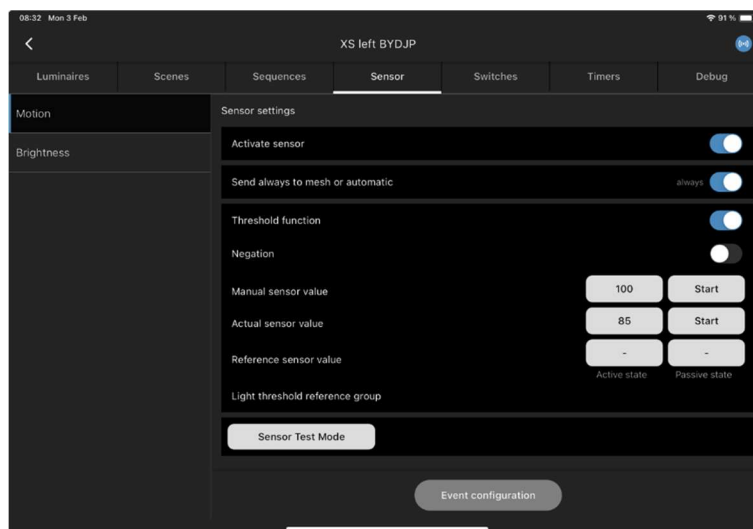 08:32 Mon 3 Feb 91 %
XS left BYDJP
Luminaires Scenes Sequences Sensor Switches Timers Debug
Motion
Brightness
Sensor settings
Activate sensor
Send always to mesh or automatic always
Threshold function
Negation
Manual sensor value 100 Start
Actual sensor value 85 Start
Reference sensor value - -
Active state Passive state
Light threshold reference group
Sensor Test Mode
Event configuration